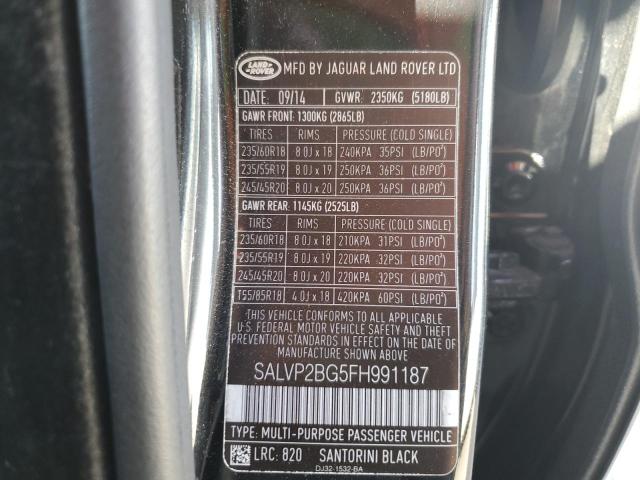 LAND ROVER MFD BY JAGUAR LAND ROVER LTD
DATE: 09/14 GVWR: 2350KG (5180LB)
GAWR FRONT: 1300KG (2865LB)
TIRES RIMS PRESSURE (COLD SINGLE)
235/60R18 8.0J x 18 240KPA 35PSI (LB/PO²)
235/55R19 8.0J x 19 250KPA 36PSI (LB/PO²)
245/45R20 8.0J x 20 250KPA 36PSI (LB/PO²)
GAWR REAR: 1145KG (2525LB)
TIRES RIMS PRESSURE (COLD SINGLE)
235/60R18 8.0J x 18 210KPA 31PSI (LB/PO²)
235/55R19 8.0J x 19 220KPA 32PSI (LB/PO²)
245/45R20 8.0J x 20 220KPA 32PSI (LB/PO²)
T55/85R18 4.0J x 18 420KPA 60PSI (LB/PO²)
THIS VEHICLE CONFORMS TO ALL APPLICABLE
U.S. FEDERAL MOTOR VEHICLE SAFETY AND THEFT
PREVENTION STANDARDS IN EFFECT ON THE DATE
OF MANUFACTURE SHOWN ABOVE.
SALVP2BG5FH991187
TYPE: MULTI-PURPOSE PASSENGER VEHICLE
LRC: 820 SANTORINI BLACK
DJ32-1532-BA